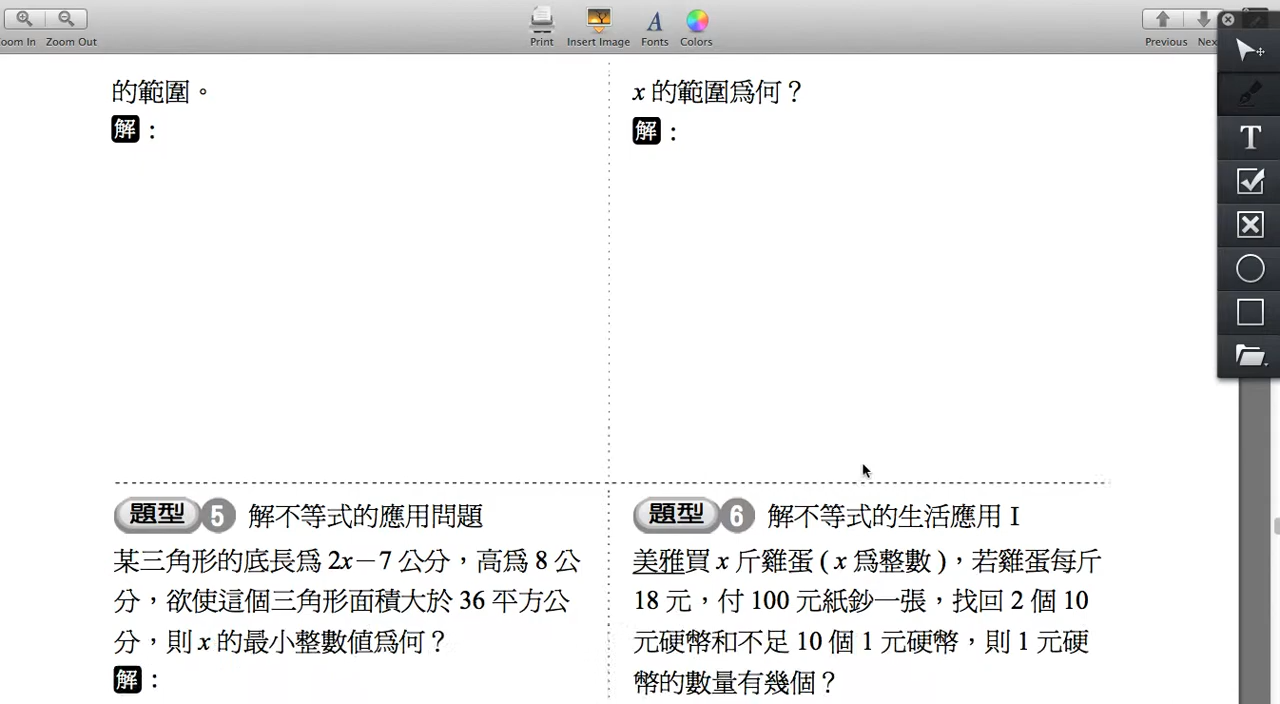 oom In Zoom Out Print Insert Image Fonts Colors Previous Nex
的範圍。
解：
x 的範圍爲何？
解：
題型 5 解不等式的應用問題
某三角形的底長爲 2x－7 公分，高爲 8 公
分，欲使這個三角形面積大於 36 平方公
分，則 x 的最小整數值爲何？
解：
題型 6 解不等式的生活應用 I
美雅買 x 斤雞蛋 ( x 爲整數 )，若雞蛋每斤
18 元，付 100 元紙鈔一張，找回 2 個 10
元硬幣和不足 10 個 1 元硬幣，則 1 元硬
幣的數量有幾個？
T